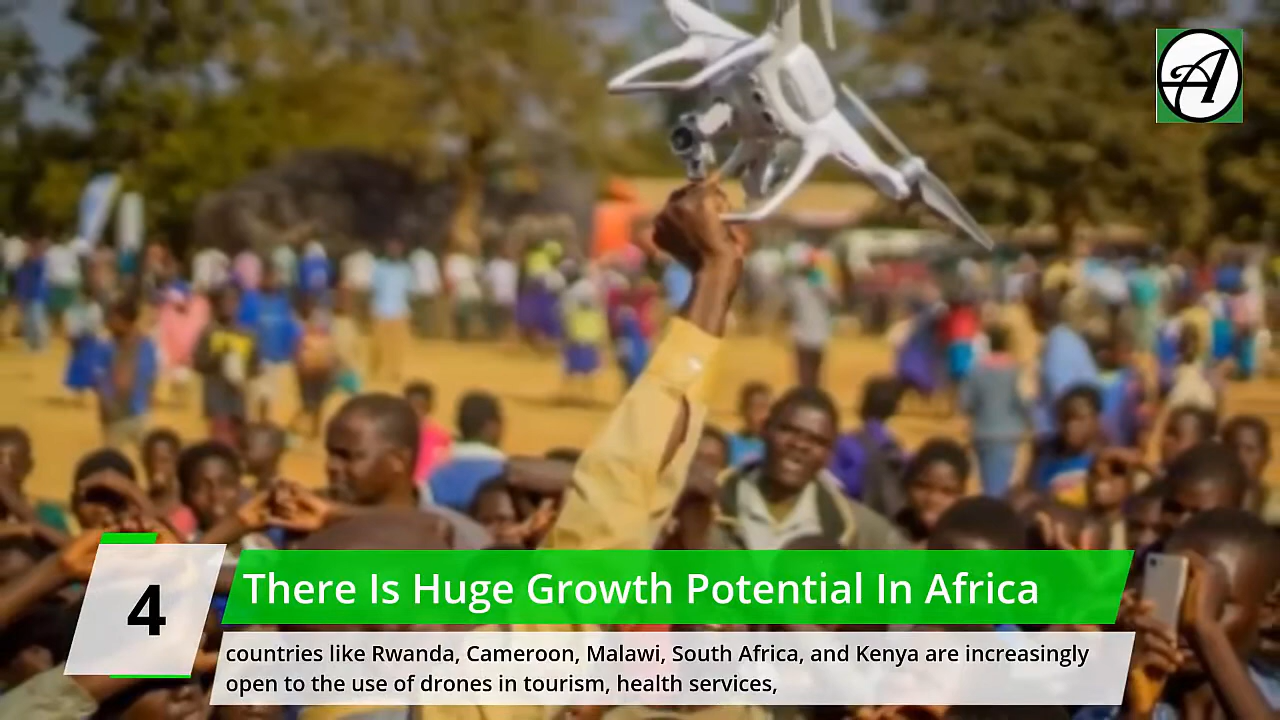 A
4
There Is Huge Growth Potential In Africa
countries like Rwanda, Cameroon, Malawi, South Africa, and Kenya are increasingly
open to the use of drones in tourism, health services,